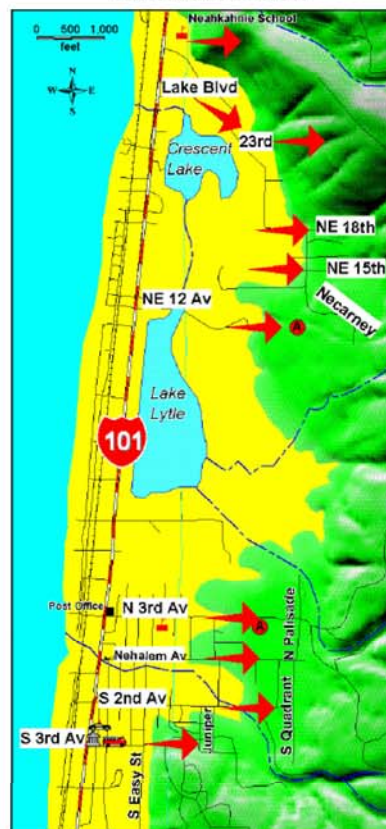 Neahkahnie School
0 500 1,000
feet
N
W E
S
Lake Blvd
23rd
Crescent
Lake
NE 18th
NE 15th
Necarney
NE 12 Av
A
Lake
Lytle
101
Post Office
N 3rd Av
A
N Palisade
Nehalem Av
S 2nd Av
S Quadrant
Juniper
S 3rd Av
S Easy St